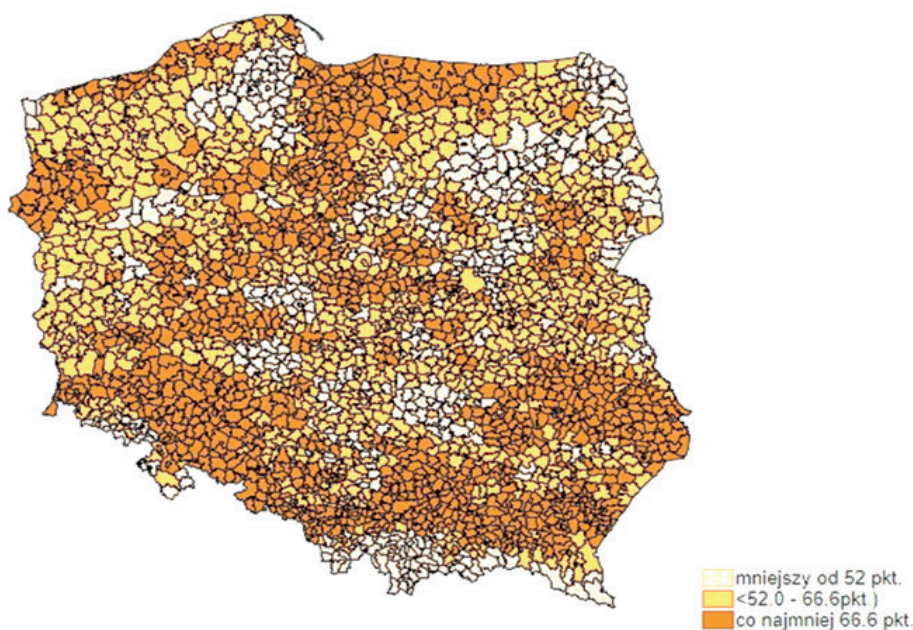 mniejszy od 52 pkt.
<52.0 - 66.6pkt )
co najmniej 66.6 pkt.